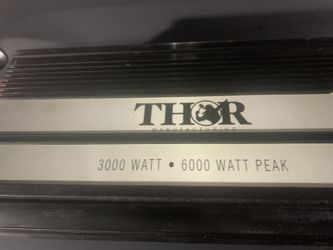 THOR
MANUFACTURING
3000 WATT • 6000 WATT PEAK